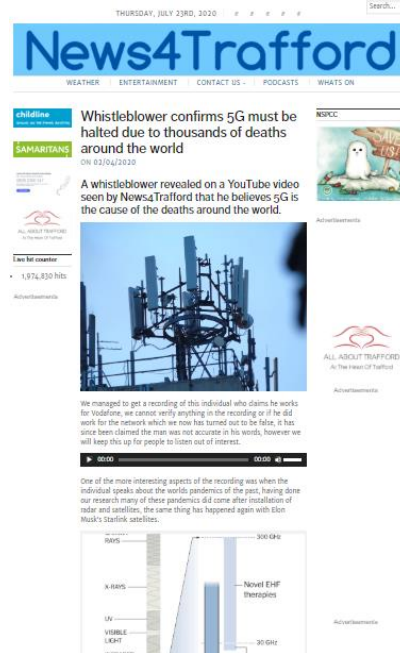 THURSDAY, JULY 23RD, 2020
Search...
News4Trafford
WEATHER
ENTERTAINMENT
CONTACT US -
PODCASTS
WHATS ON
childline
SAMARITANS
ALL ABOUT TRAFFORD
At The Heart Of Trafford
Live hit counter
1,974,830 hits
Advertisements
Whistleblower confirms 5G must be
halted due to thousands of deaths
around the world
ON 02/04/2020
A whistleblower revealed on a YouTube video
seen by News4Trafford that he believes 5G is
the cause of the deaths around the world.
We managed to get a recording of this individual who claims he works
for Vodafone, we cannot verify anything in the recording or if he did
work for the network which we now has turned out to be false, it has
since been claimed the man was not accurate in his words, however we
will keep this up for people to listen out of interest.
00:00
00:00
One of the more interesting aspects of the recording was when the
individual speaks about the worlds pandemics of the past, having done
our research many of these pandemics did come after installation of
radar and satellites, the same thing has happened again with Elon
Musk's Starlink satellites.
RAYS
300 GHz
X-RAYS
Novel EHF
therapies
UV
VISIBLE
LIGHT
30 GHz
NSPCC
Advertisements
ALL ABOUT TRAFFORD
At The Heart Of Trafford
Advertisements
Advertisements